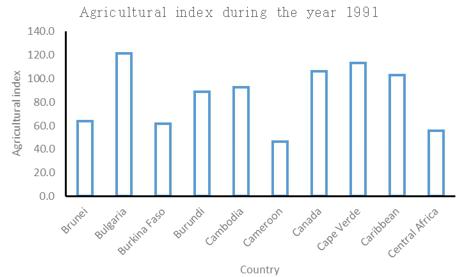 Agricultural index during the year 1991
140.0
120.0
100.0
80.0
60.0
40.0
20.0
0.0
Agricultural index
Brunei
Bulgaria
Burkina Faso
Burundi
Cambodia
Cameroon
Canada
Cape Verde
Caribbean
Central Africa
Country